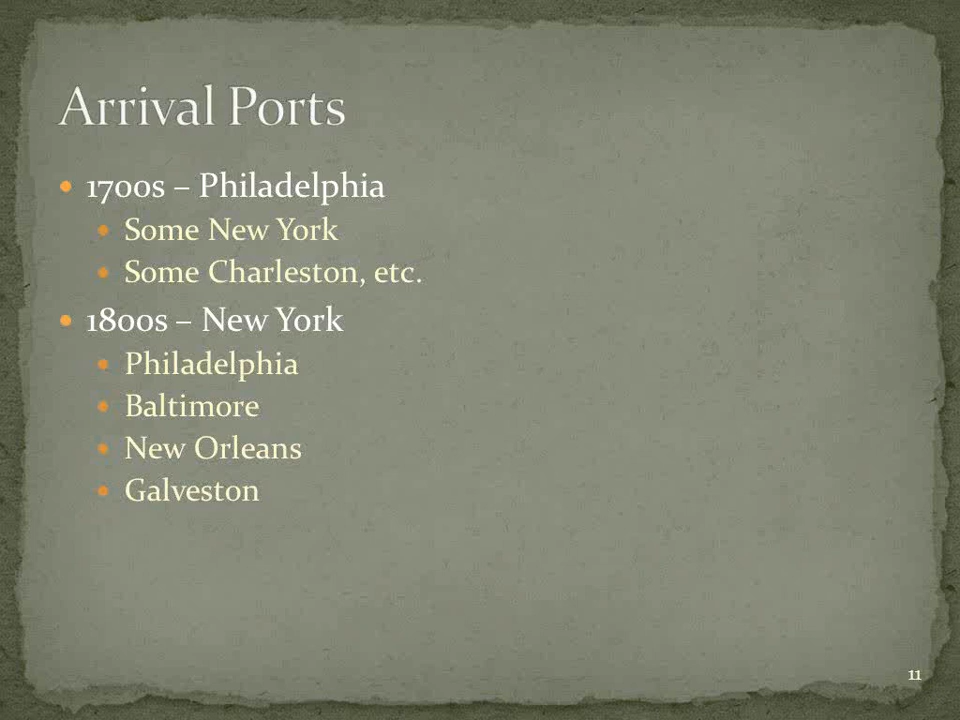 Arrival Ports
1700s – Philadelphia
Some New York
Some Charleston, etc.
1800s – New York
Philadelphia
Baltimore
New Orleans
Galveston
11